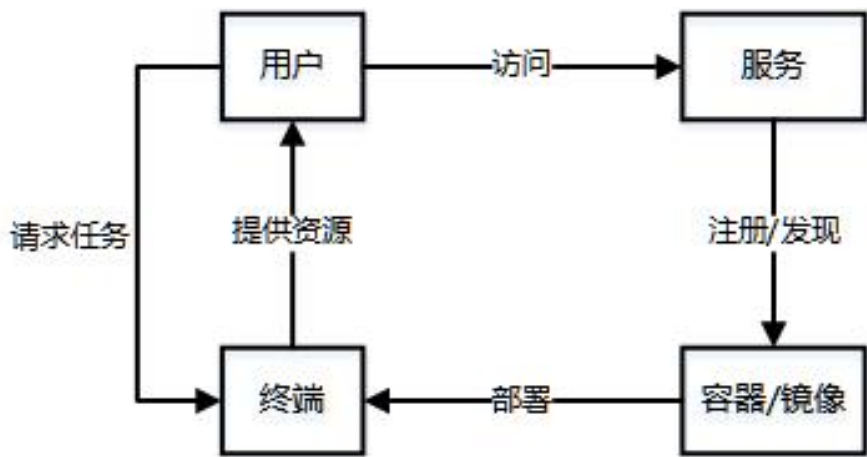 用户
访问
服务
请求任务
提供资源
注册/发现
终端
部署
容器/镜像